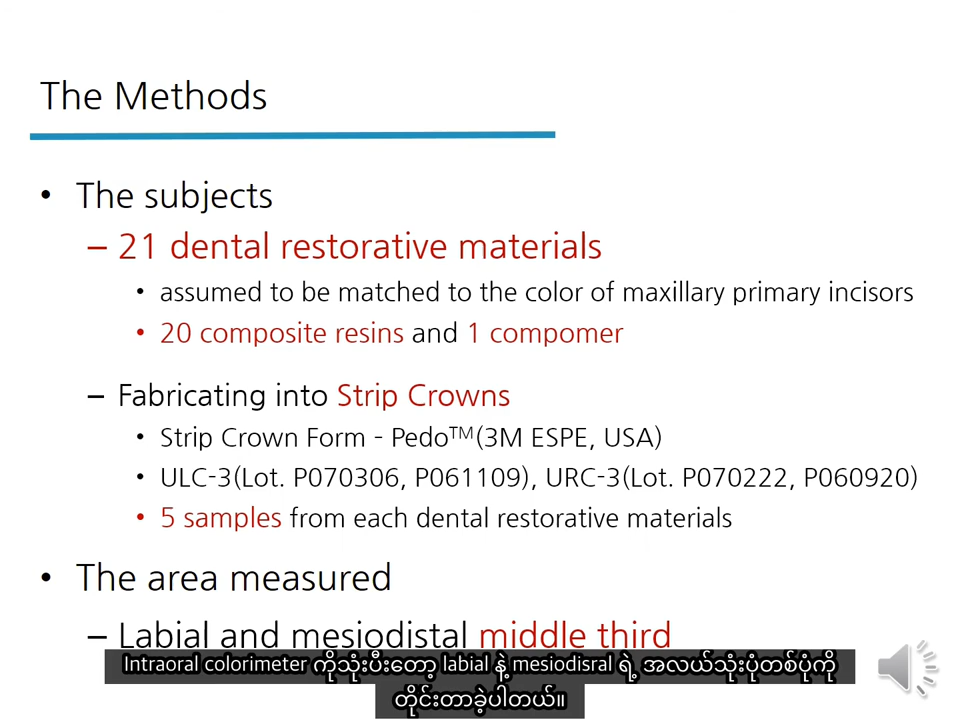 The Methods
• The subjects
– 21 dental restorative materials
• assumed to be matched to the color of maxillary primary incisors
• 20 composite resins and 1 compomer
– Fabricating into Strip Crowns
• Strip Crown Form - Pedo™(3M ESPE, USA)
• ULC-3(Lot. P070306, P061109), URC-3(Lot. P070222, P060920)
• 5 samples from each dental restorative materials
• The area measured
– Labial and mesiodistal middle third
Intraoral colorimeter ကိုသုံးပီးတော့ labial နဲ့ mesiodisral ရဲ့ အလယ်သုံးပုံတစ်ပုံကို
တိုင်းတာခဲ့ပါတယ်။